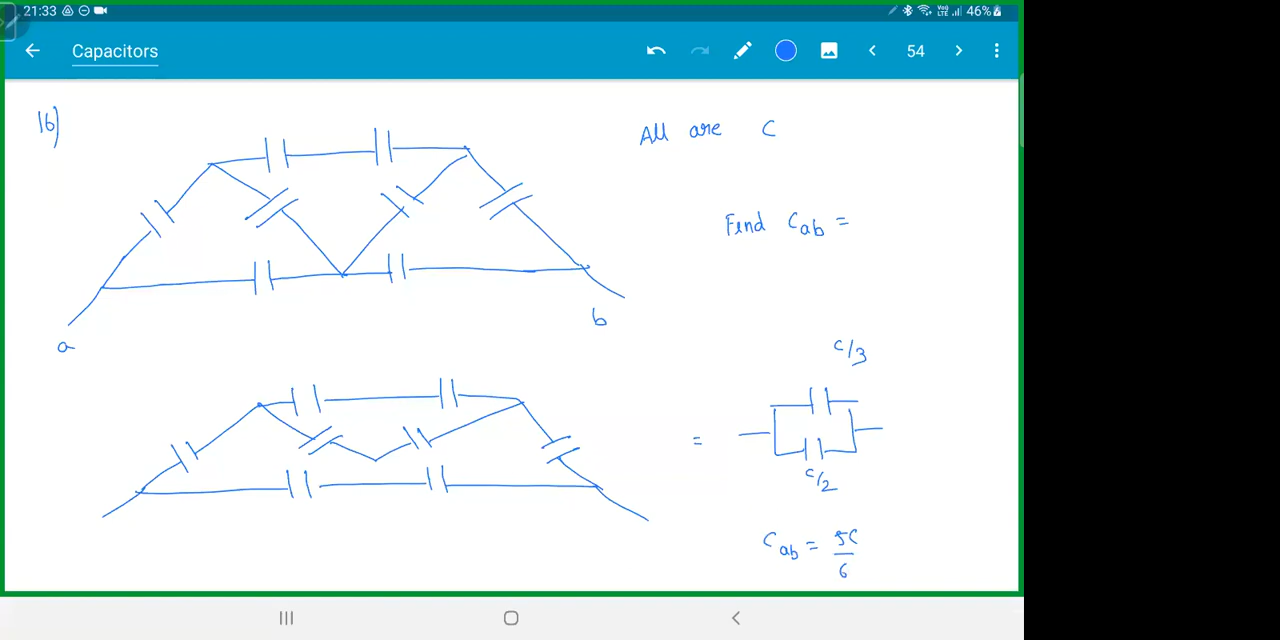 21:33 46%
Capacitors 54
16)
All are C
Find Cab =
a
b
C/3
=
C/2
Cab = 5C/6